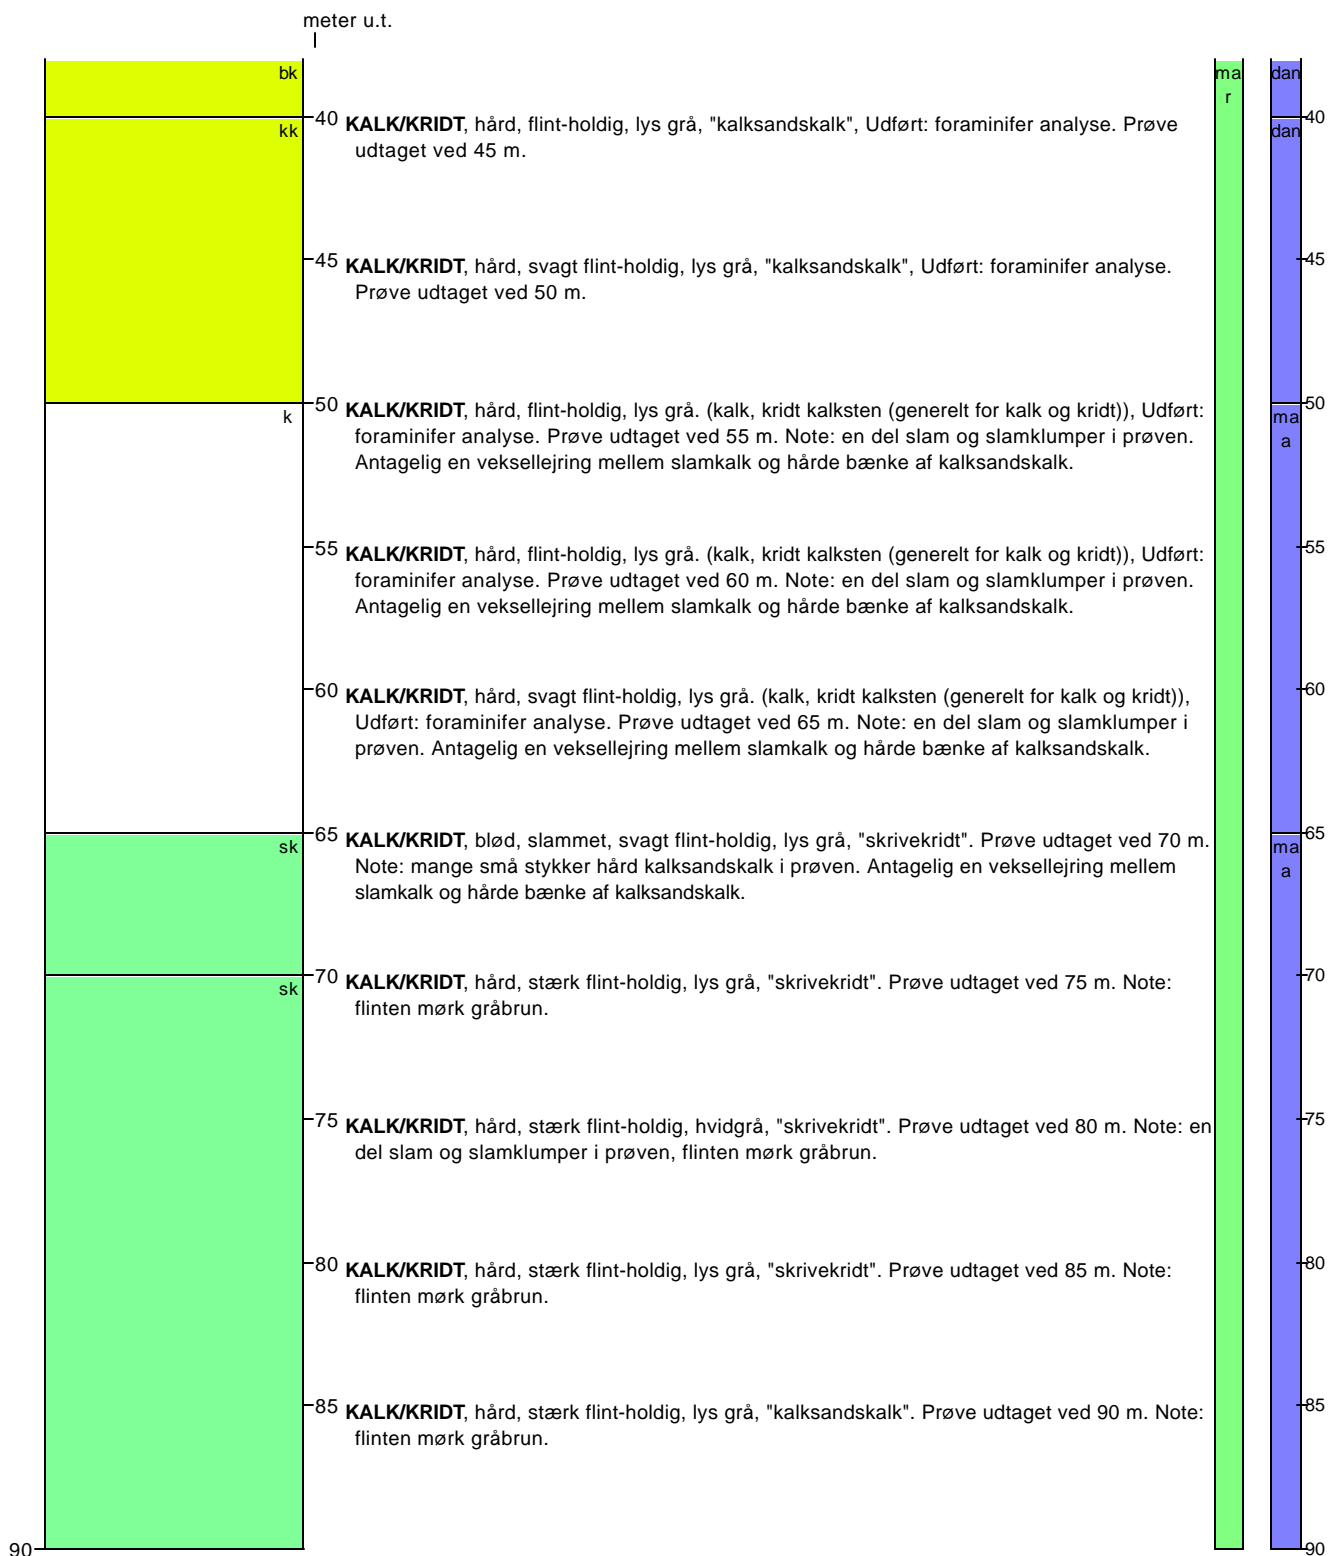 meter u.t.
bk
ma
r
dan
kk
40 KALK/KRIDT, hård, flint-holdig, lys grå, "kalksandskalk", Udført: foraminifer analyse. Prøve
udtaget ved 45 m.
40
dan
45 KALK/KRIDT, hård, svagt flint-holdig, lys grå, "kalksandskalk", Udført: foraminifer analyse.
Prøve udtaget ved 50 m.
45
k
50 KALK/KRIDT, hård, flint-holdig, lys grå. (kalk, kridt kalksten (generelt for kalk og kridt)), Udført:
foraminifer analyse. Prøve udtaget ved 55 m. Note: en del slam og slamklumper i prøven.
Antagelig en veksellejring mellem slamkalk og hårde bænke af kalksandskalk.
50
ma
a
55 KALK/KRIDT, hård, flint-holdig, lys grå. (kalk, kridt kalksten (generelt for kalk og kridt)), Udført:
foraminifer analyse. Prøve udtaget ved 60 m. Note: en del slam og slamklumper i prøven.
Antagelig en veksellejring mellem slamkalk og hårde bænke af kalksandskalk.
55
60 KALK/KRIDT, hård, svagt flint-holdig, lys grå. (kalk, kridt kalksten (generelt for kalk og kridt)),
Udført: foraminifer analyse. Prøve udtaget ved 65 m. Note: en del slam og slamklumper i
prøven. Antagelig en veksellejring mellem slamkalk og hårde bænke af kalksandskalk.
60
sk
65 KALK/KRIDT, blød, slammet, svagt flint-holdig, lys grå, "skrivekridt". Prøve udtaget ved 70 m.
Note: mange små stykker hård kalksandskalk i prøven. Antagelig en veksellejring mellem
slamkalk og hårde bænke af kalksandskalk.
65
ma
a
sk
70 KALK/KRIDT, hård, stærk flint-holdig, lys grå, "skrivekridt". Prøve udtaget ved 75 m. Note:
flinten mørk gråbrun.
70
75 KALK/KRIDT, hård, stærk flint-holdig, hvidgrå, "skrivekridt". Prøve udtaget ved 80 m. Note: en
del slam og slamklumper i prøven, flinten mørk gråbrun.
75
80 KALK/KRIDT, hård, stærk flint-holdig, lys grå, "skrivekridt". Prøve udtaget ved 85 m. Note:
flinten mørk gråbrun.
80
85 KALK/KRIDT, hård, stærk flint-holdig, lys grå, "kalksandskalk". Prøve udtaget ved 90 m. Note:
flinten mørk gråbrun.
85
90
90